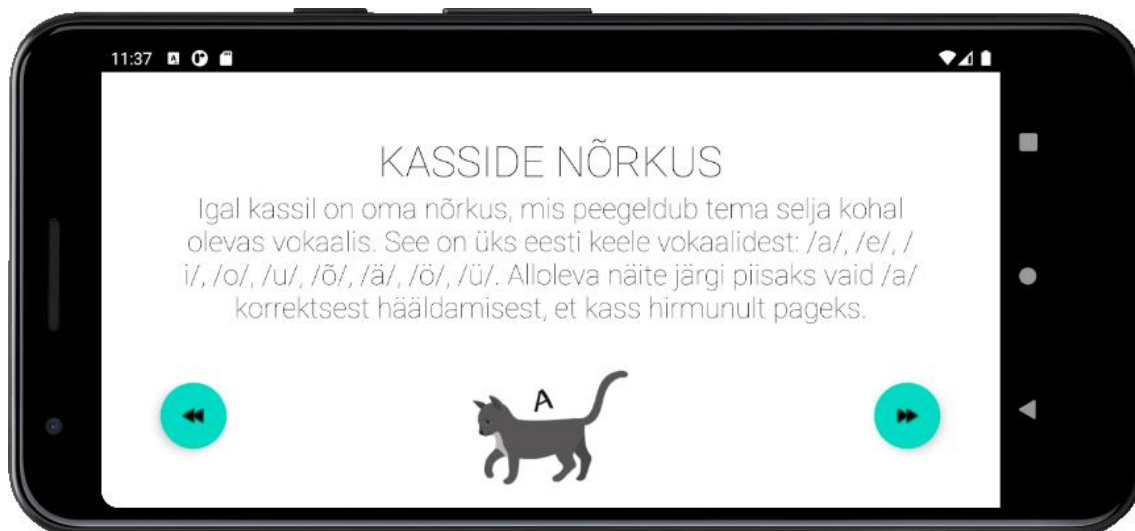 11:37
KASSIDE NÕRKUS
Igal kassil on oma nõrkus, mis peegeldub tema selja kohal
olevas vokaalis. See on üks eesti keele vokaalidest: /a/, /e/, /
i/, /o/, /u/, /õ/, /ä/, /ö/, /ü/. Alloleva näite järgi piisaks vaid /a/
korrektsest hääldamisest, et kass hirmunult pageks.
A